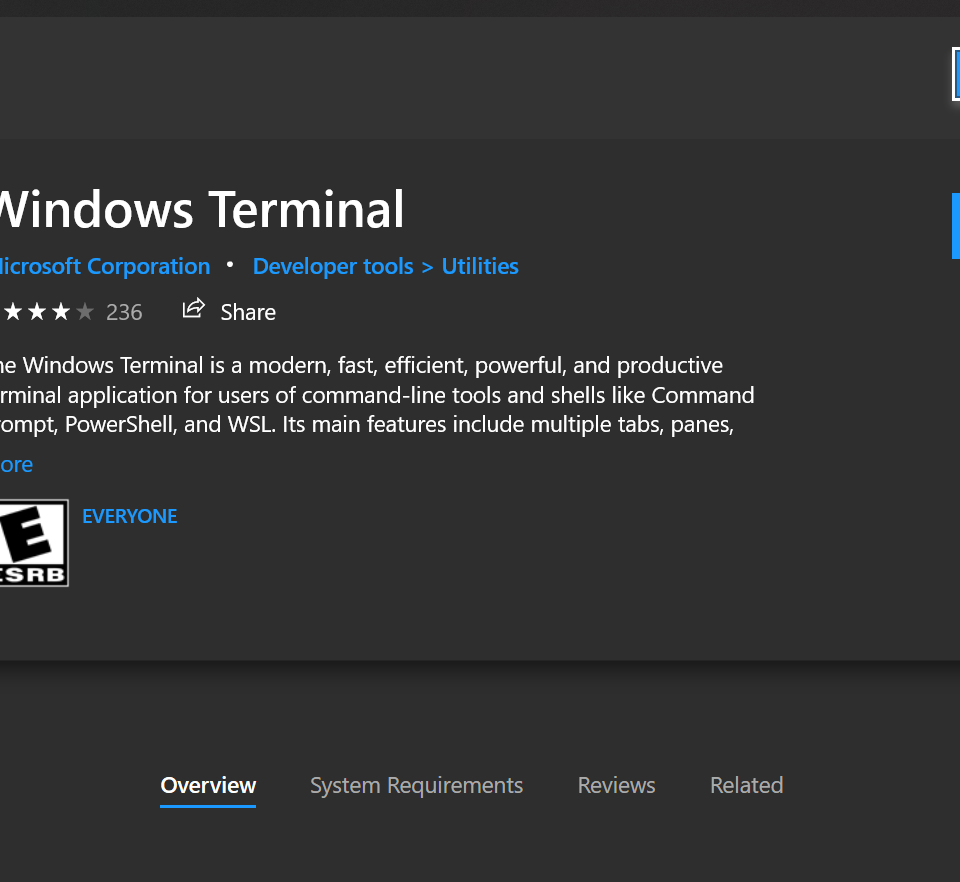 Windows Terminal
icrosoft Corporation • Developer tools > Utilities
236 Share
he Windows Terminal is a modern, fast, efficient, powerful, and productive
rminal application for users of command-line tools and shells like Command
ompt, PowerShell, and WSL. Its main features include multiple tabs, panes,
ore
E EVERYONE
ESRB
Overview System Requirements Reviews Related